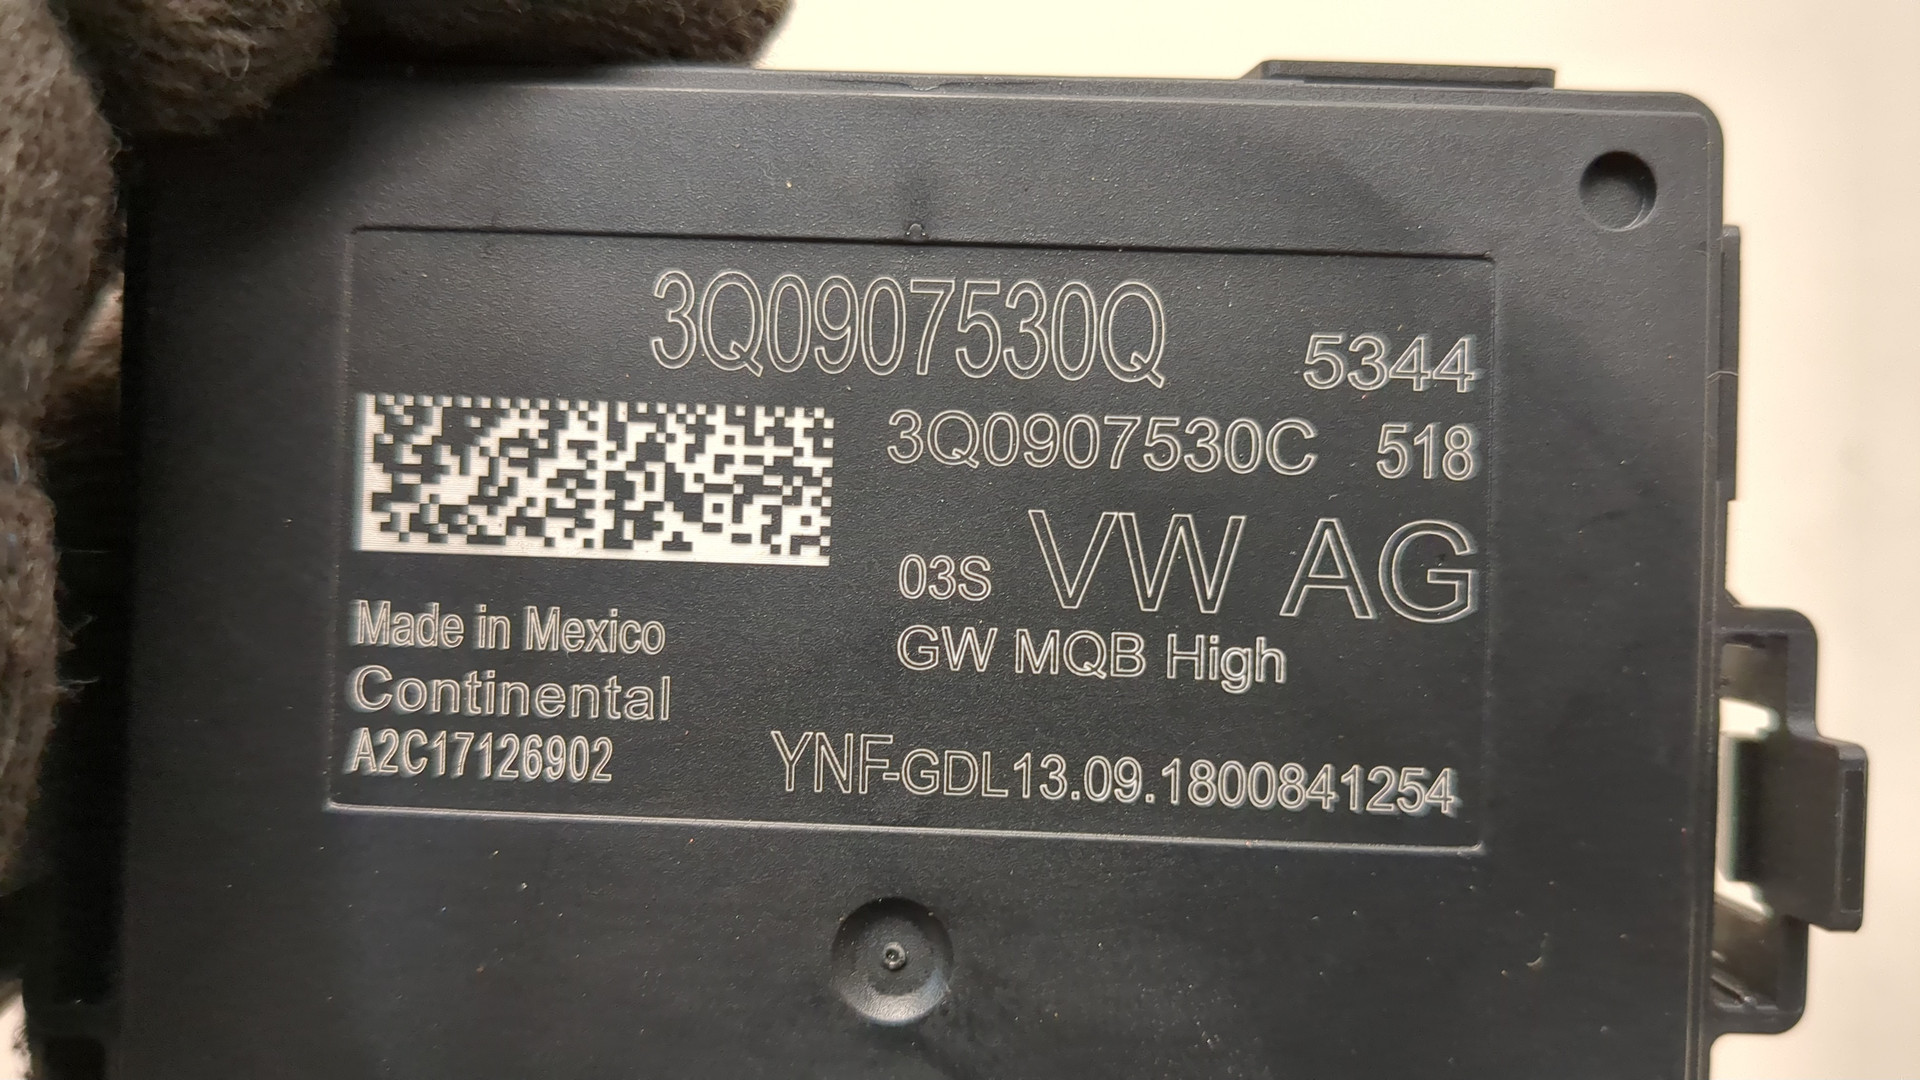 3Q0907530Q 5344
3Q0907530C 518
03S VW AG
GW MQB High
Made in Mexico
Continental
A2C17126902
YNF-GDL13.09.1800841254